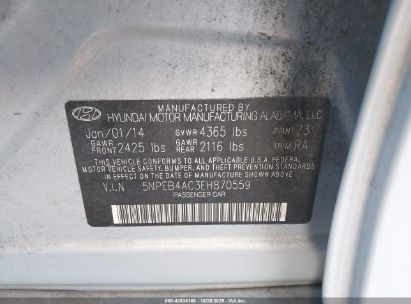 MANUFACTURED BY
HYUNDAI MOTOR MANUFACTURING ALABAMA, LLC
Jan/01/14 GVWR 4365 lbs PAINT Z3
GAWR FRONT 2425 lbs GAWR REAR 2116 lbs TRIM RA
THIS VEHICLE CONFORMS TO ALL APPLICABLE U.S.A FEDERAL
MOTOR VEHICLE SAFETY, BUMPER, AND THEFT PREVENTION
STANDARDS IN EFFECT ON THE DATE OF MANUFACTURE SHOWN ABOVE.
V.I.N 5NPEB4AC3EH870559
PASSENGER CAR